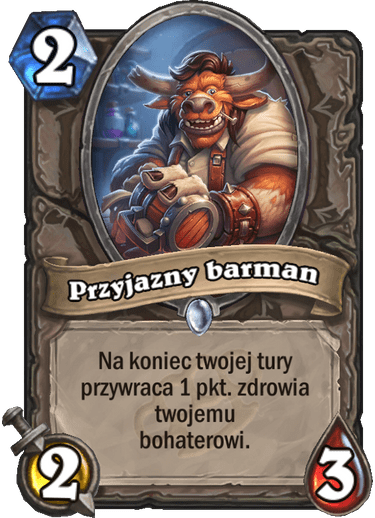 2
Przyjazny barman
Na koniec twojej tury
przywraca 1 pkt. zdrowia
twojemu
bohaterowi.
2
3